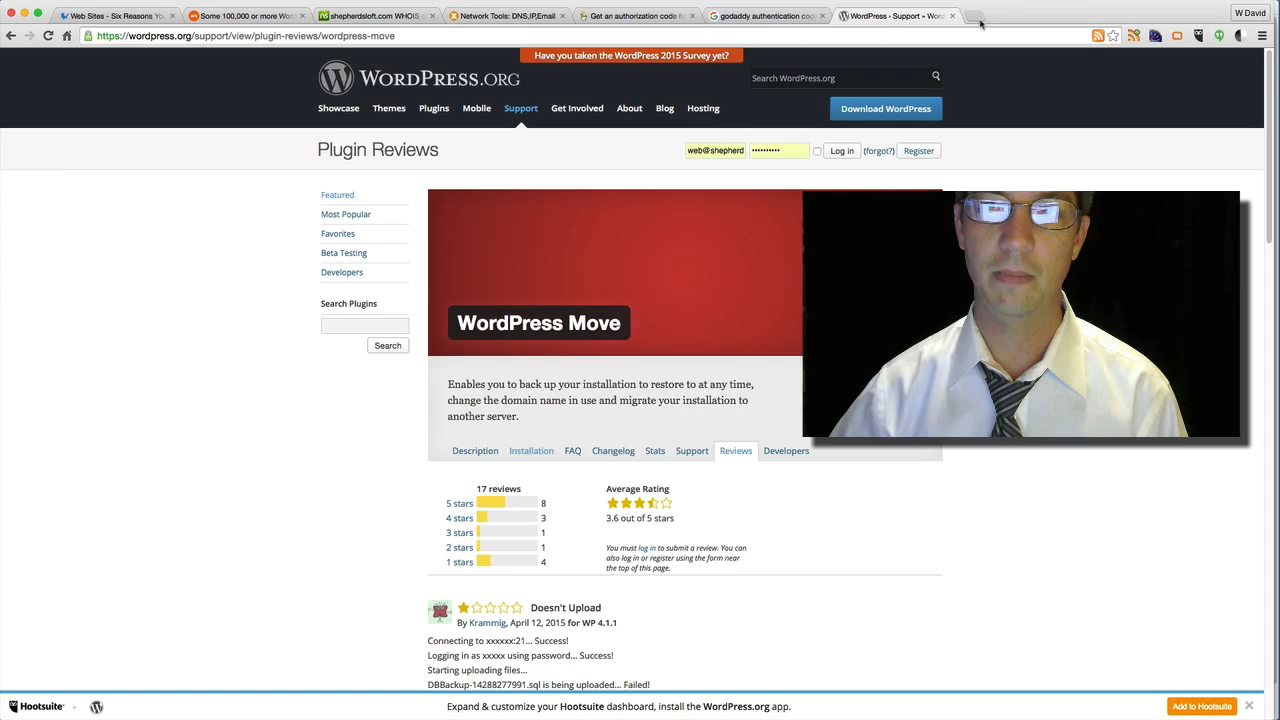 Web Sites - Six Reasons You
Some 100,000 or more Wor
shepherdsloft.com WHOIS d
Network Tools: DNS,IP,Email
Get an authorization code f
godaddy authentication cod
WordPress › Support » Wor
W David
https://wordpress.org/support/view/plugin-reviews/wordpress-move
Have you taken the WordPress 2015 Survey yet?
WORDPRESS.ORG
Search WordPress.org
Showcase Themes Plugins Mobile Support Get Involved About Blog Hosting
Download WordPress
Plugin Reviews
web@shepherd
Log in (forgot?) Register
Featured
Most Popular
Favorites
Beta Testing
Developers
Search Plugins
Search
WordPress Move
Enables you to back up your installation to restore to at any time,
change the domain name in use and migrate your installation to
another server.
Description Installation FAQ Changelog Stats Support Reviews Developers
17 reviews
5 stars 8
4 stars 3
3 stars 1
2 stars 1
1 stars 4
Average Rating
3.6 out of 5 stars
You must log in to submit a review. You can
also log in or register using the form near
the top of this page.
Doesn't Upload
By Krammig, April 12, 2015 for WP 4.1.1
Connecting to xxxxxx:21... Success!
Logging in as xxxxx using password... Success!
Starting uploading files...
DBBackup-14288277991.sql is being uploaded... Failed!
Hootsuite
Expand & customize your Hootsuite dashboard, install the WordPress.org app.
Add to Hootsuite